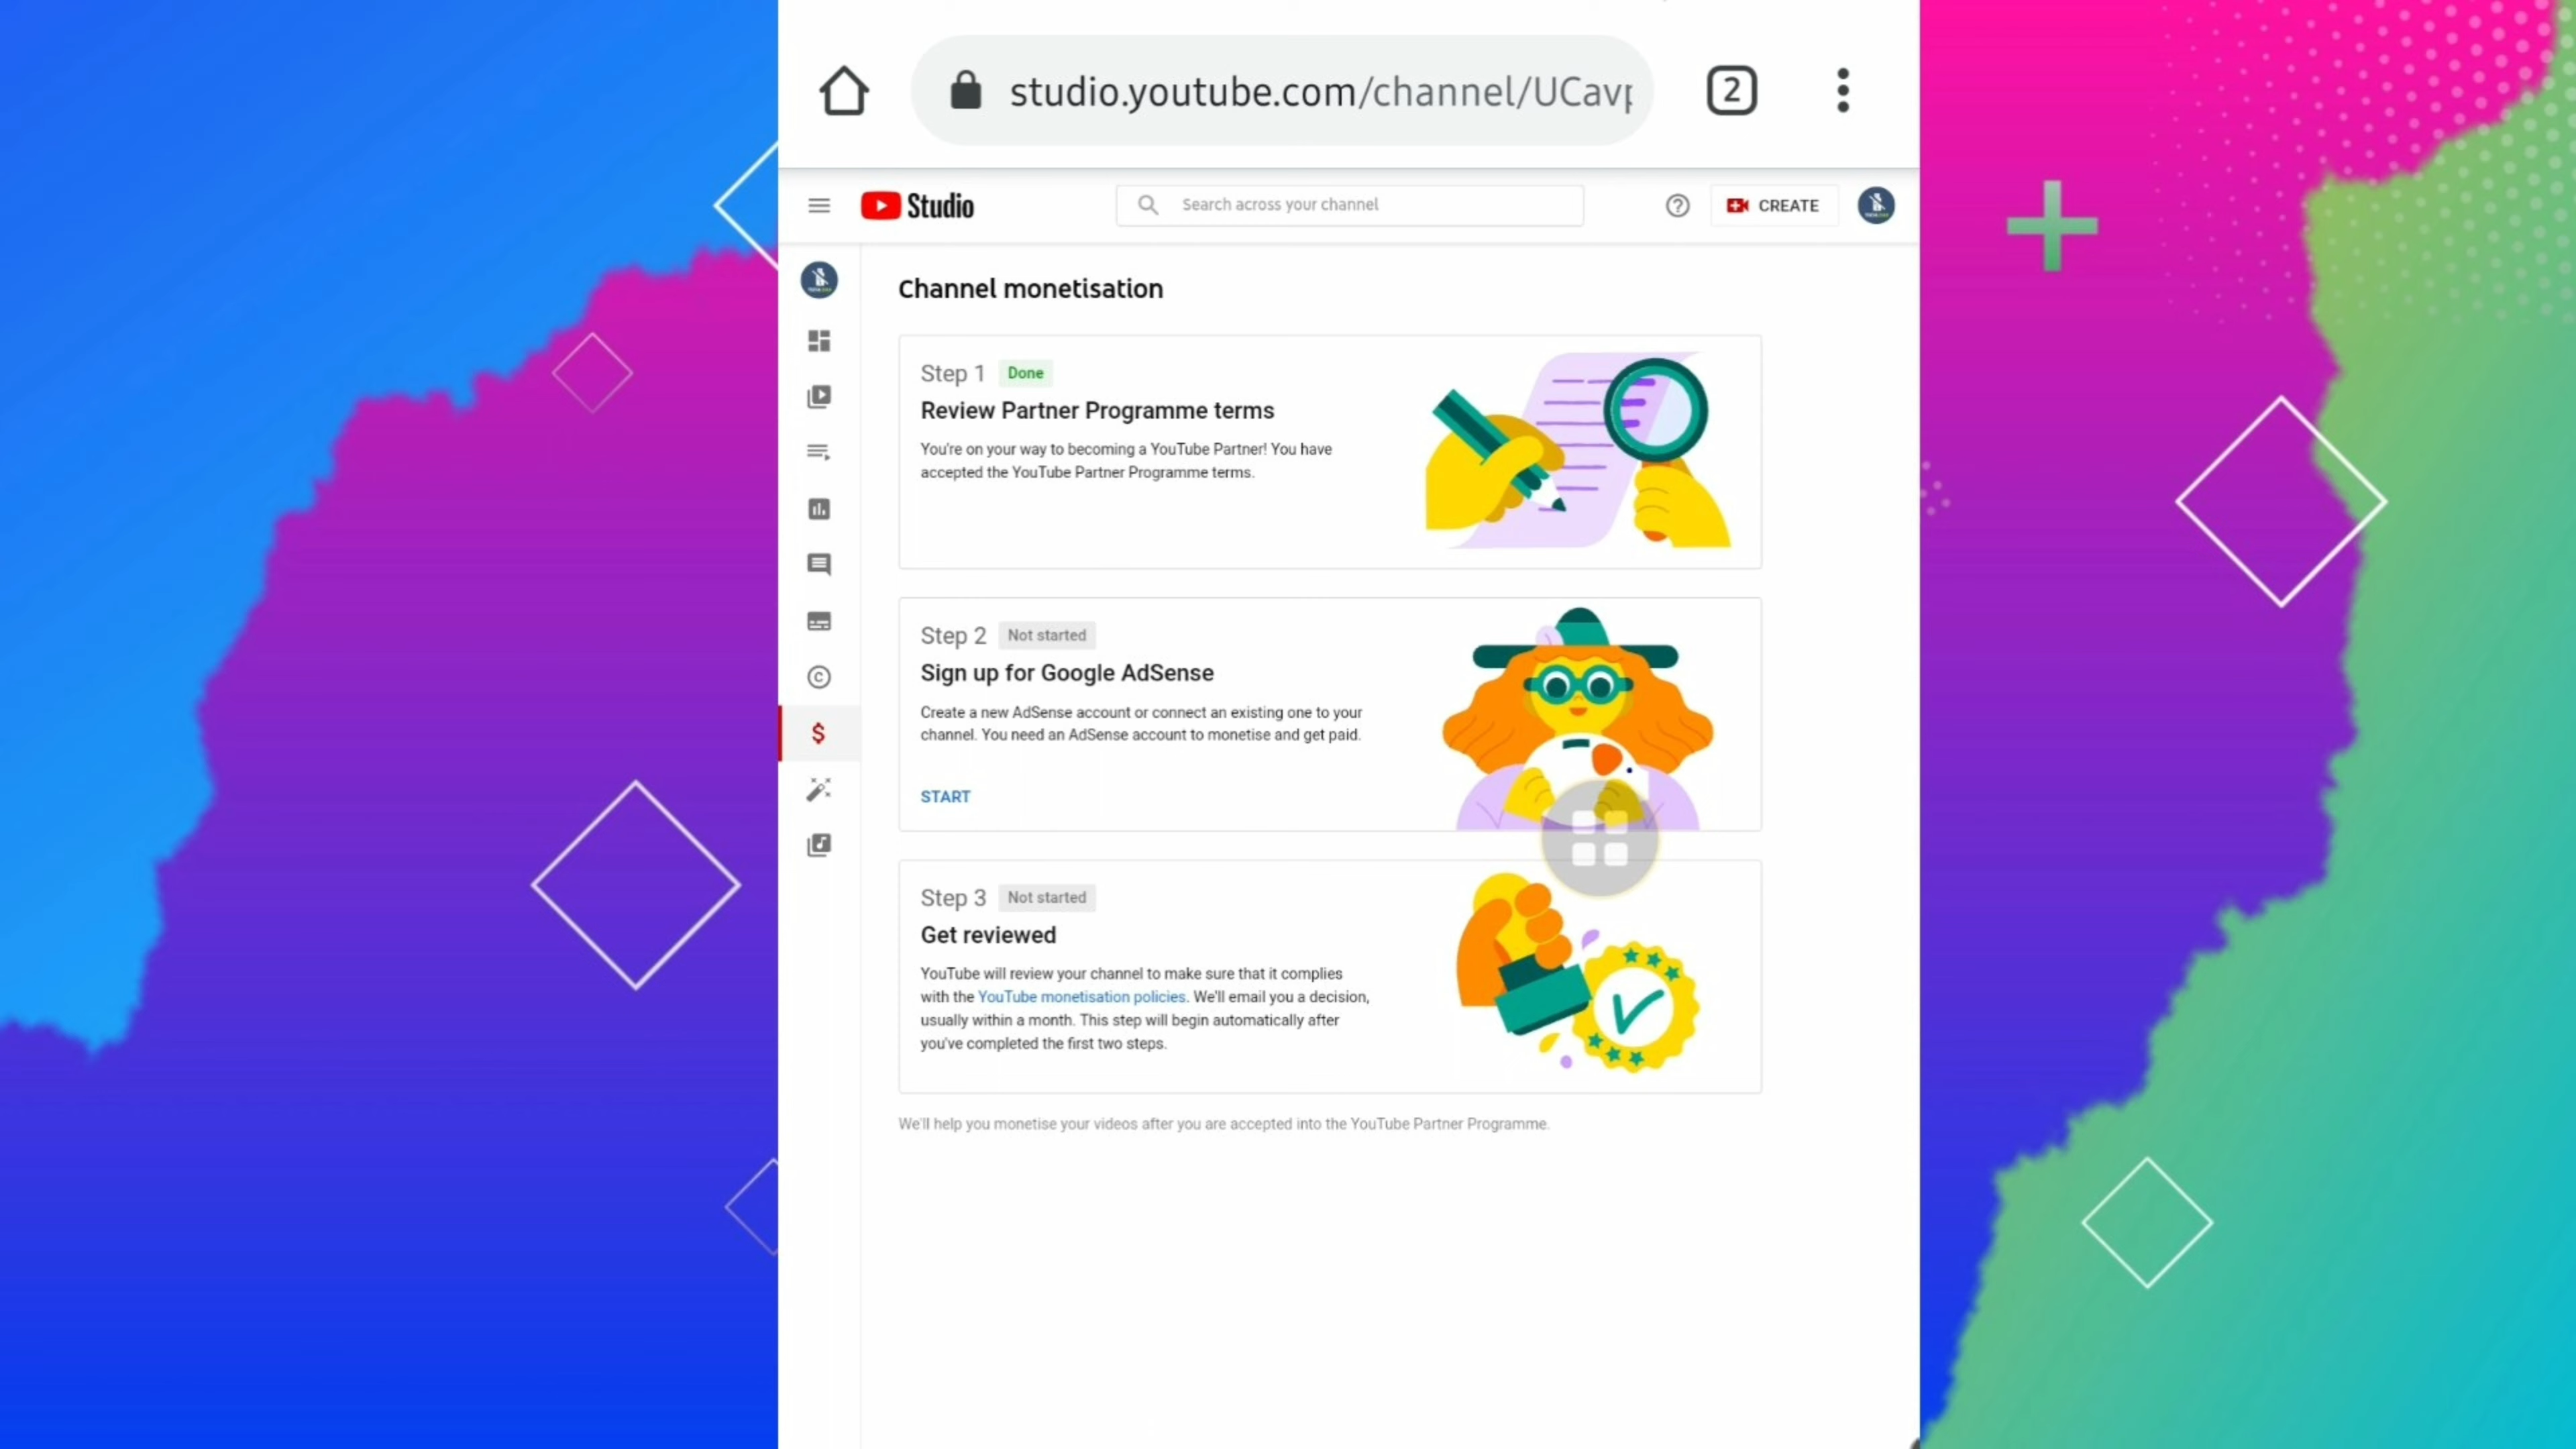 studio.youtube.com/channel/UCav
2
Studio
Search across your channel
CREATE
Channel monetisation
Step 1 Done
Review Partner Programme terms
You're on your way to becoming a YouTube Partner! You have
accepted the YouTube Partner Programme terms.
Step 2 Not started
Sign up for Google AdSense
Create a new AdSense account or connect an existing one to your
channel. You need an AdSense account to monetise and get paid.
START
Step 3 Not started
Get reviewed
YouTube will review your channel to make sure that it complies
with the YouTube monetisation policies. We'll email you a decision,
usually within a month. This step will begin automatically after
you've completed the first two steps.
We'll help you monetise your videos after you are accepted into the YouTube Partner Programme.